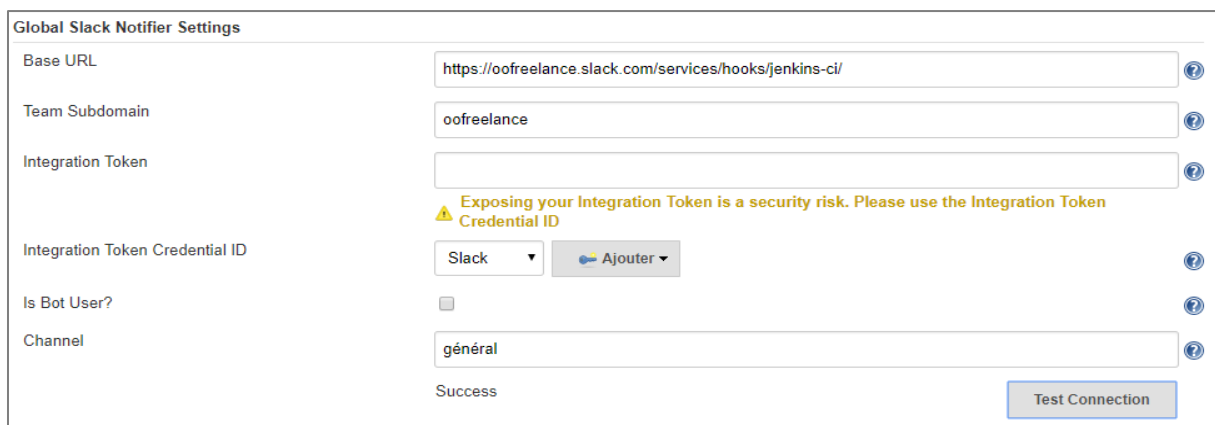 Global Slack Notifier Settings
Base URL
https://oofreelance.slack.com/services/hooks/jenkins-ci/
Team Subdomain
oofreelance
Integration Token
Exposing your Integration Token is a security risk. Please use the Integration Token
Credential ID
Integration Token Credential ID
Slack
Ajouter
Is Bot User?
Channel
général
Success
Test Connection